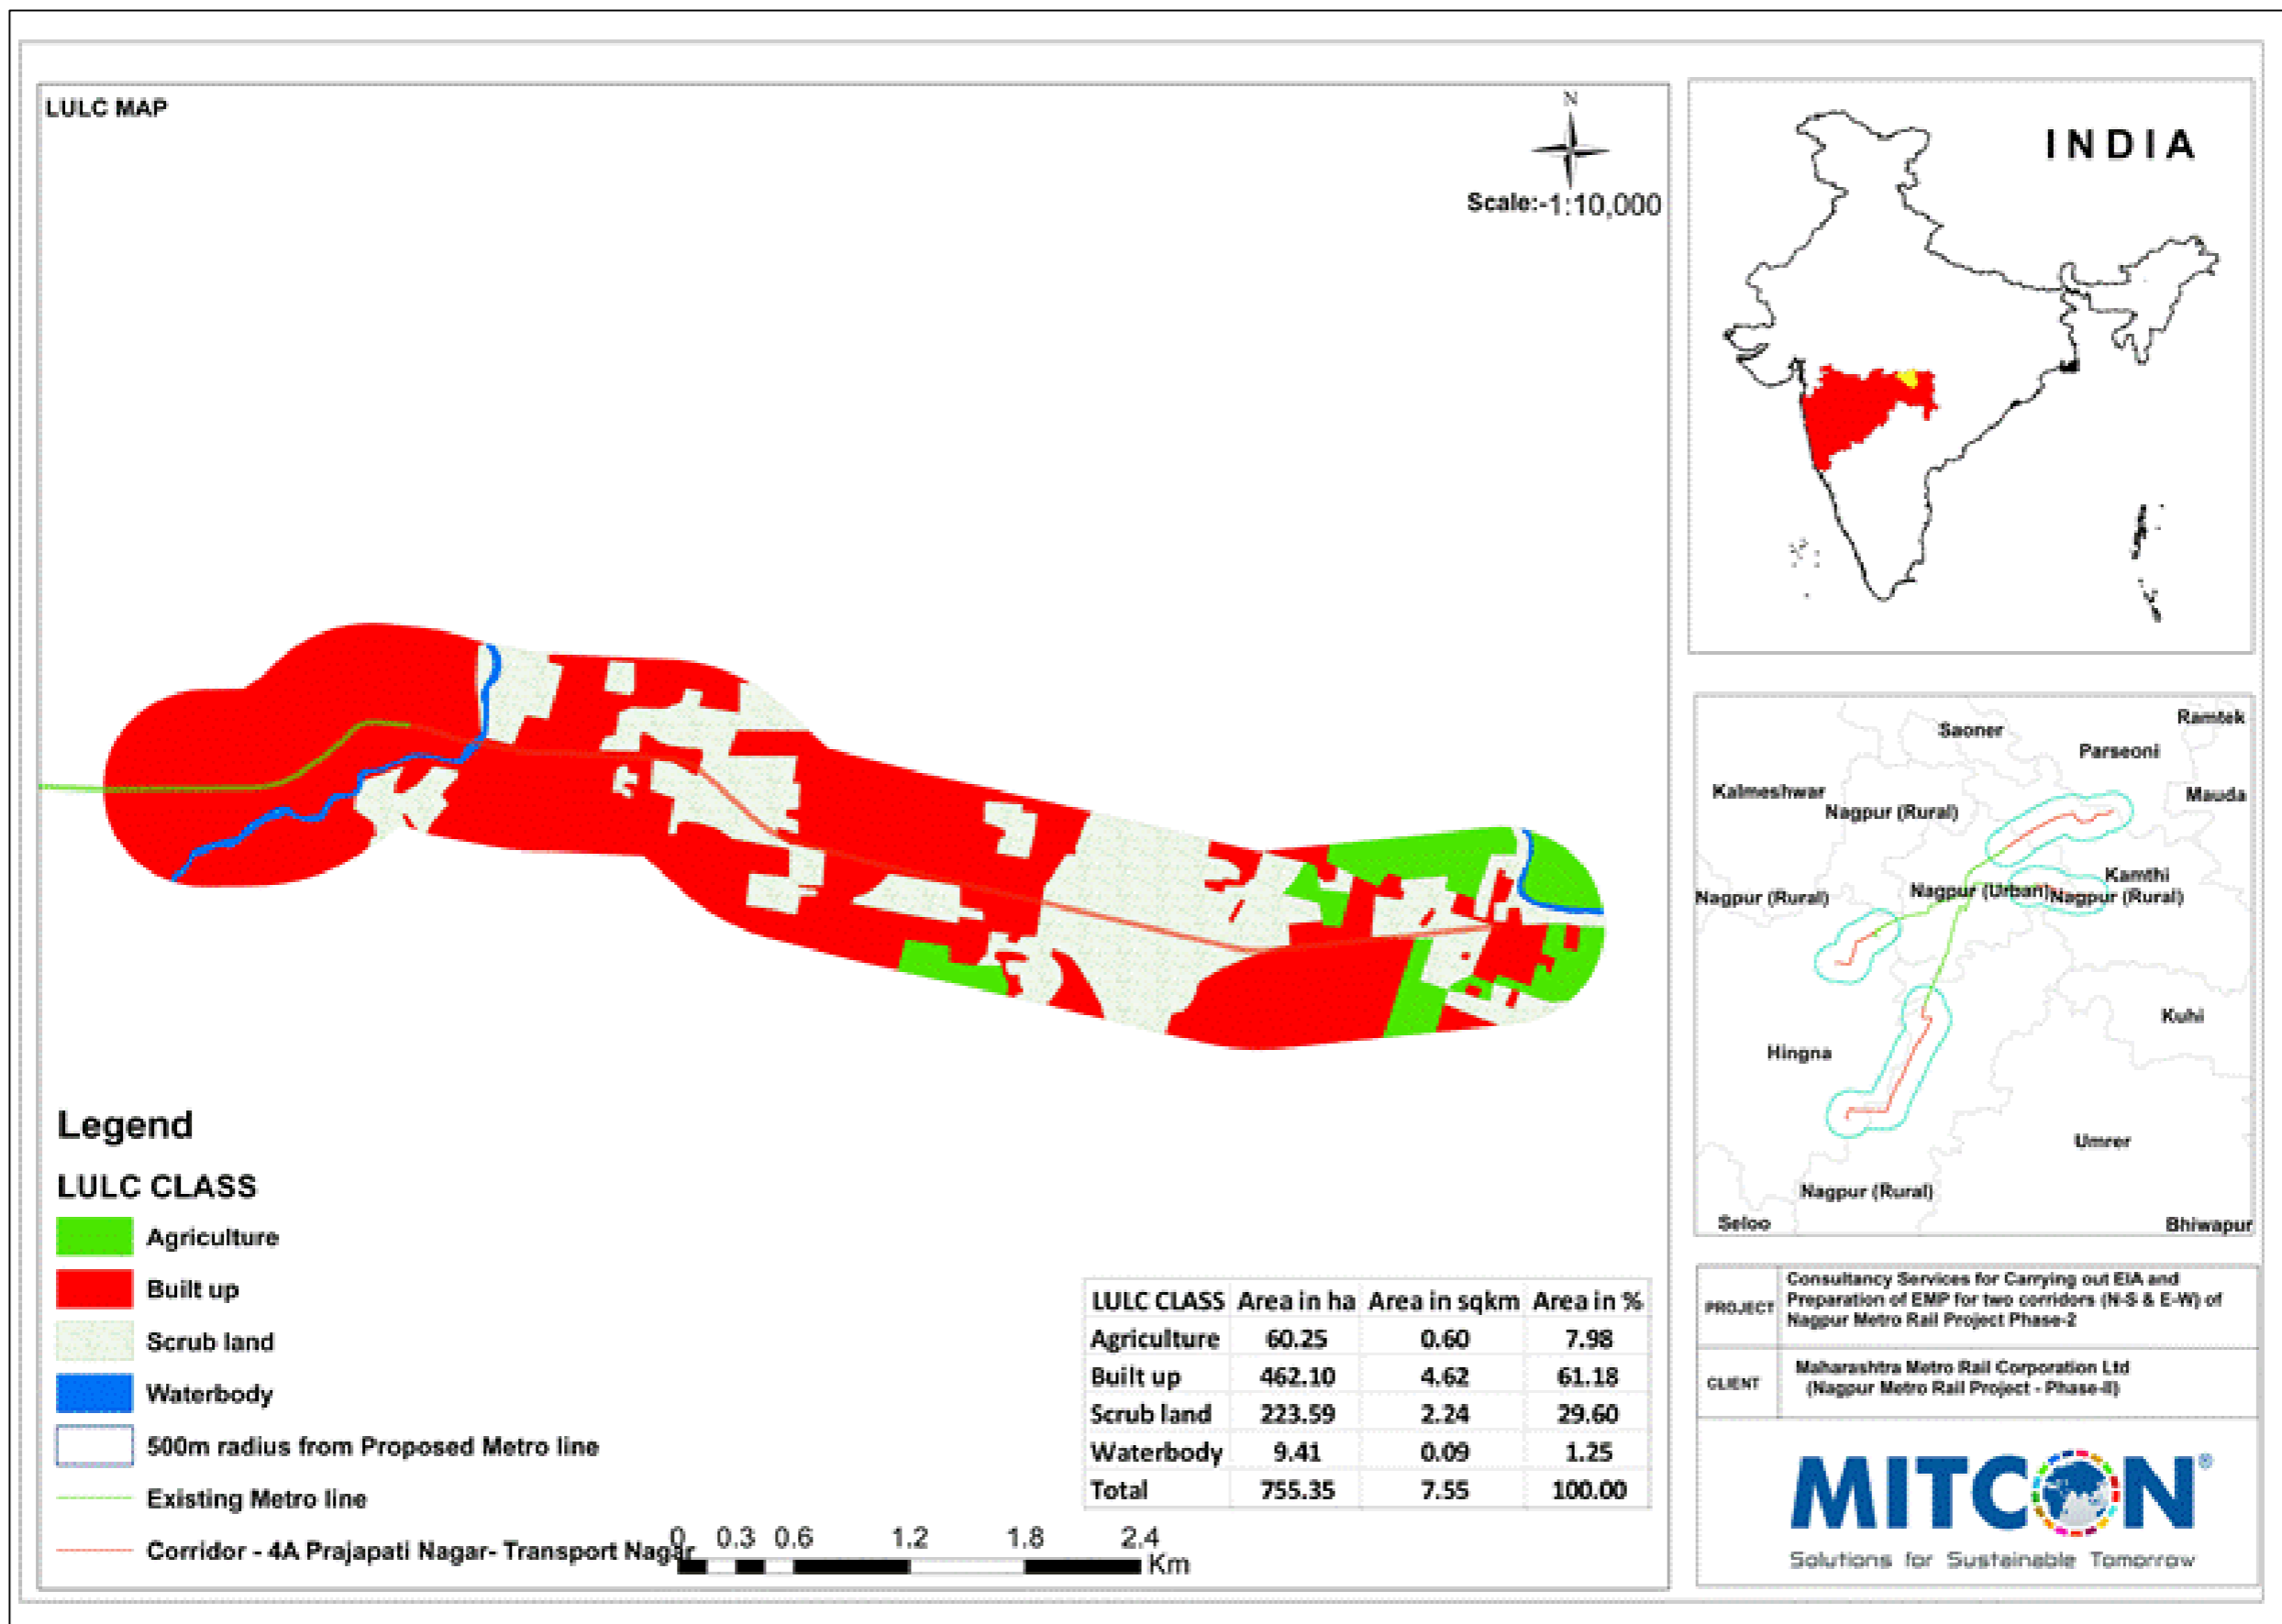 LULC MAP
N
Scale:-1:10,000
Legend
LULC CLASS
Agriculture
Built up
Scrub land
Waterbody
500m radius from Proposed Metro line
Existing Metro line
Corridor - 4A Prajapati Nagar- Transport Nagar
0 0.3 0.6 1.2 1.8 2.4
Km
LULC CLASS Area in ha Area in sqkm Area in %
Agriculture 60.25 0.60 7.98
Built up 462.10 4.62 61.18
Scrub land 223.59 2.24 29.60
Waterbody 9.41 0.09 1.25
Total 755.35 7.55 100.00
INDIA
Ramtek
Saoner
Parseoni
Kalmeshwar
Mauda
Nagpur (Rural)
Kamthi
Nagpur (Rural)
Nagpur (Urban)
Nagpur (Rural)
Kuhi
Hingna
Umrer
Nagpur (Rural)
Seloo
Bhiwapur
PROJECT
Consultancy Services for Carrying out EIA and
Preparation of EMP for two corridors (N-S & E-W) of
Nagpur Metro Rail Project Phase-2
CLIENT
Maharashtra Metro Rail Corporation Ltd
(Nagpur Metro Rail Project - Phase-II)
MITCON®
Solutions for Sustainable Tomorrow